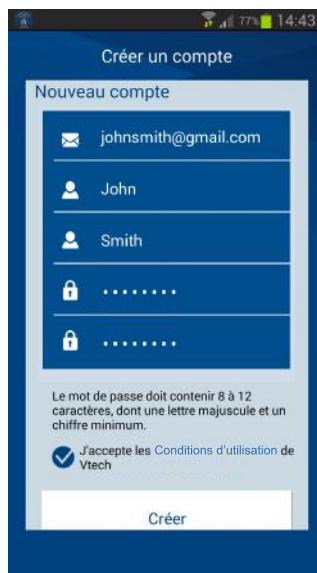 77% 14:43
Créer un compte
Nouveau compte
johnsmith@gmail.com
John
Smith
••••••••
••••••••
Le mot de passe doit contenir 8 à 12
caractères, dont une lettre majuscule et un
chiffre minimum.
J'accepte les Conditions d'utilisation de
Vtech
Créer